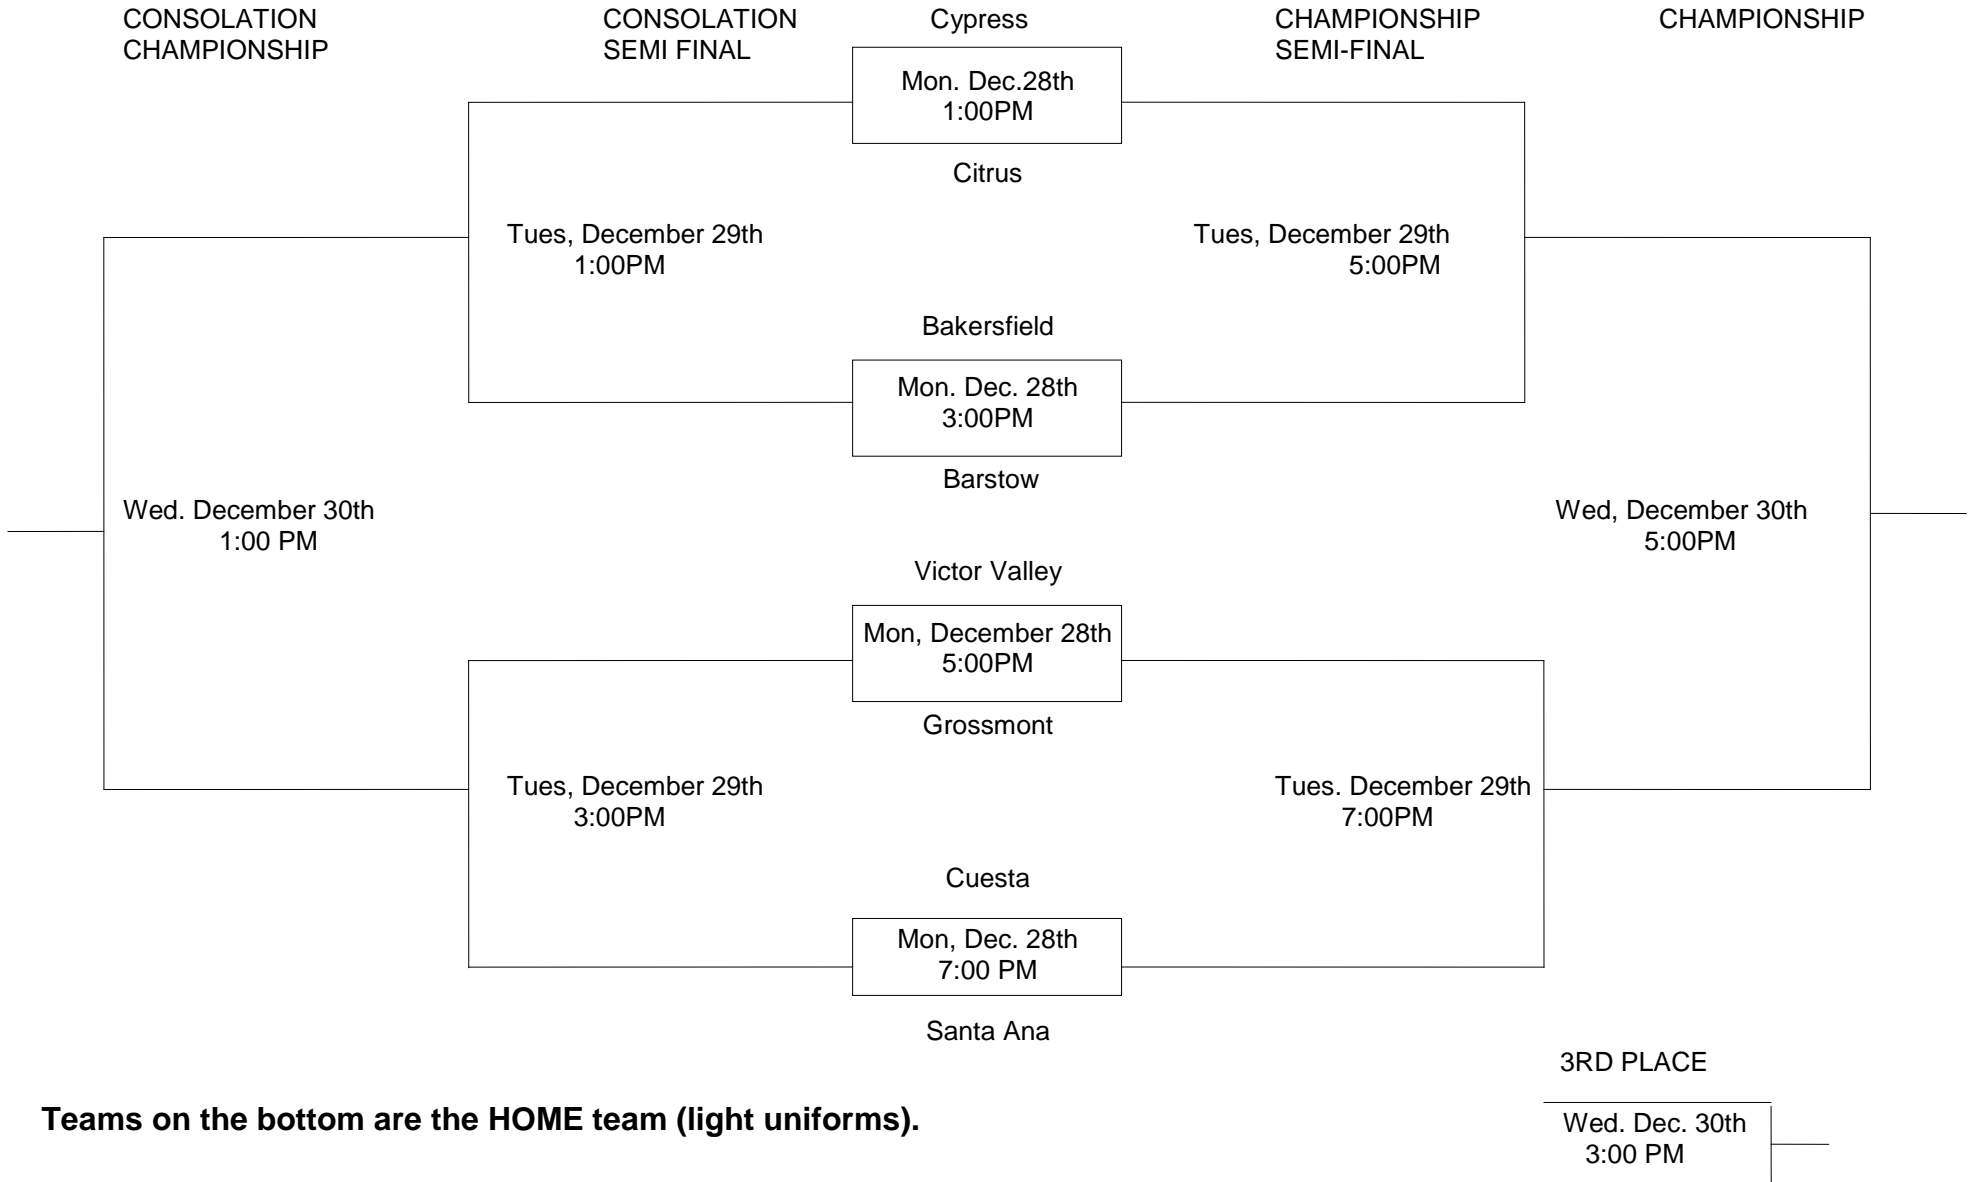 CONSOLATION
CHAMPIONSHIP
CONSOLATION
SEMI FINAL
Cypress
CHAMPIONSHIP
SEMI-FINAL
CHAMPIONSHIP
Mon. Dec.28th
1:00PM
Citrus
Tues, December 29th
1:00PM
Tues, December 29th
5:00PM
Bakersfield
Mon. Dec. 28th
3:00PM
Barstow
Wed. December 30th
1:00 PM
Wed, December 30th
5:00PM
Victor Valley
Mon, December 28th
5:00PM
Grossmont
Tues, December 29th
3:00PM
Tues. December 29th
7:00PM
Cuesta
Mon, Dec. 28th
7:00 PM
Santa Ana
3RD PLACE
Teams on the bottom are the HOME team (light uniforms).
Wed. Dec. 30th
3:00 PM